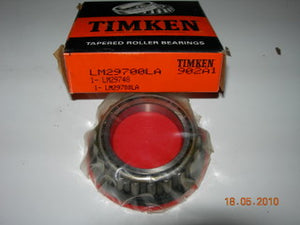 TIMKEN
TAPERED ROLLER BEARINGS
LM29700LA
TIMKEN
902A1
1- LM29748
1- LM29700LA
18.05.2010